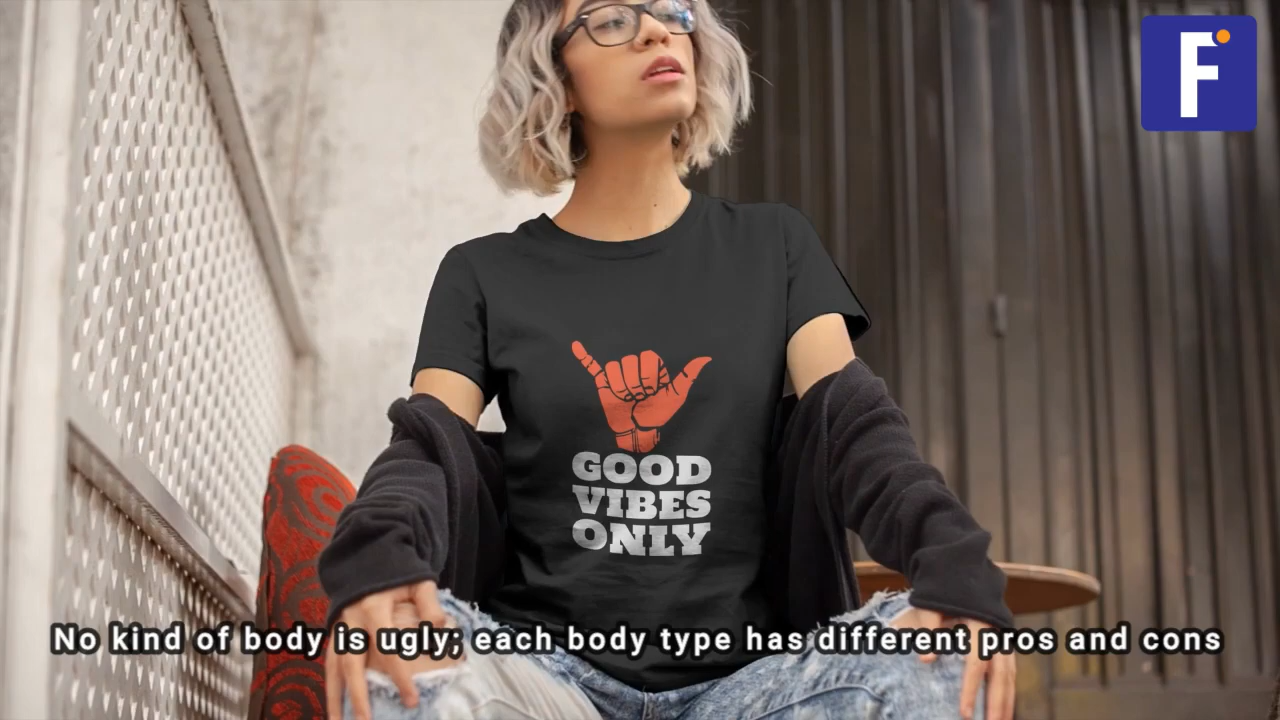 F
GOOD
VIBES
ONLY
No kind of body is ugly; each body type has different pros and cons